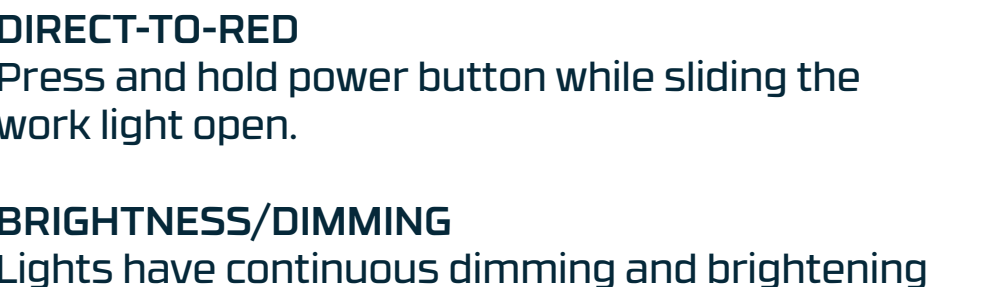 DIRECT-TO-RED
Press and hold power button while sliding the
work light open.
BRIGHTNESS/DIMMING
Lights have continuous dimming and brightening